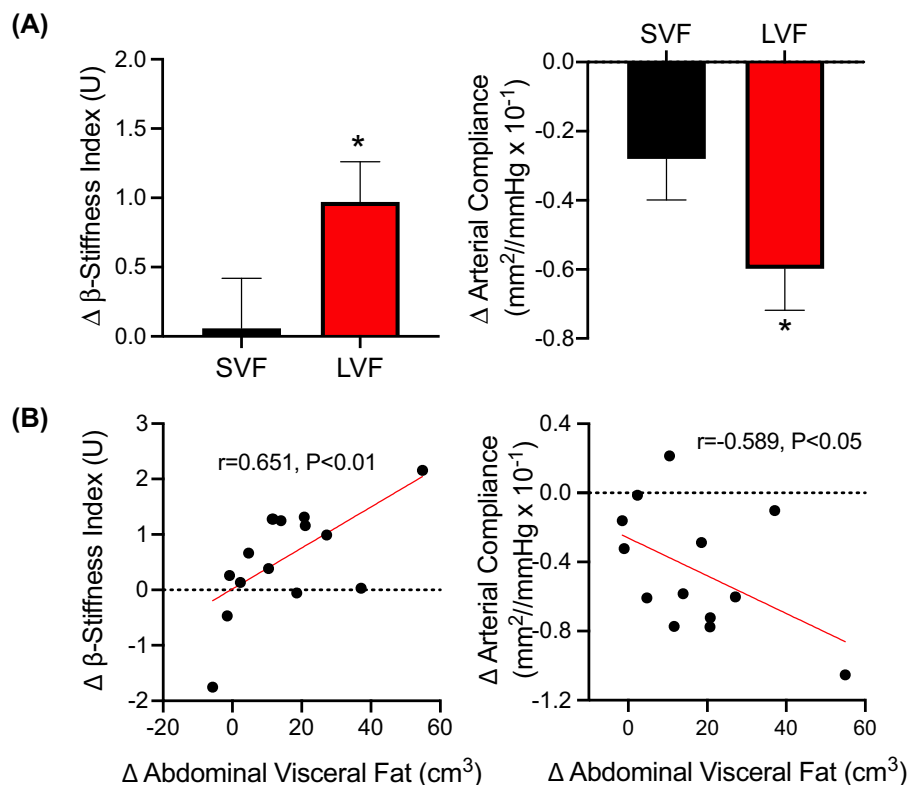 (A)
Δ β-Stiffness Index (U)
2.0
1.5
1.0
0.5
0.0
*
SVF
LVF
SVF
LVF
Δ Arterial Compliance
(mm²//mmHg x 10⁻¹)
0.0
-0.2
-0.4
-0.6
-0.8
*
(B)
Δ β-Stiffness Index (U)
3
2
1
0
-1
-2
r=0.651, P<0.01
-20
0
20
40
60
Δ Abdominal Visceral Fat (cm³)
Δ Arterial Compliance
(mm²//mmHg x 10⁻¹)
0.4
0.0
-0.4
-0.8
-1.2
r=-0.589, P<0.05
0
20
40
60
Δ Abdominal Visceral Fat (cm³)